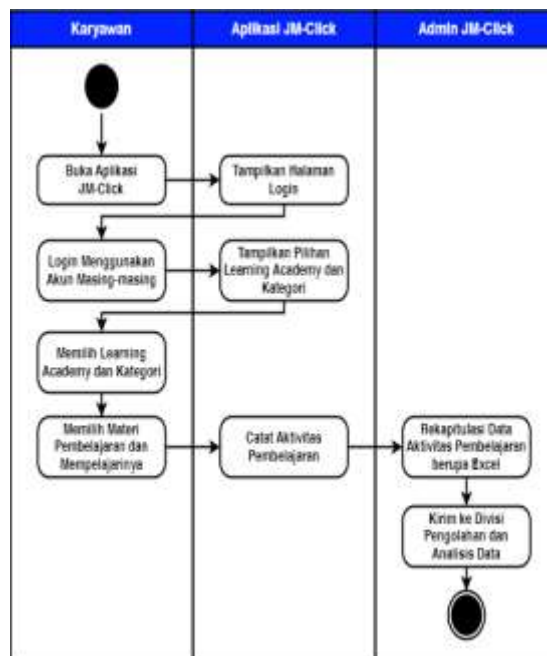 Karyawan
Aplikasi JM-Click
Admin JM-Click
Buka Aplikasi
JM-Click
Tampilkan Halaman
Login
Login Menggunakan
Akun Masing-masing
Tampilkan Pilihan
Learning Academy dan
Kategori
Memilih Learning
Academy dan Kategori
Memilih Materi
Pembelajaran dan
Mempelajarinya
Catat Aktivitas
Pembelajaran
Rekapitulasi Data
Aktivitas Pembelajaran
berupa Excel
Kirim ke Divisi
Pengolahan dan
Analisis Data